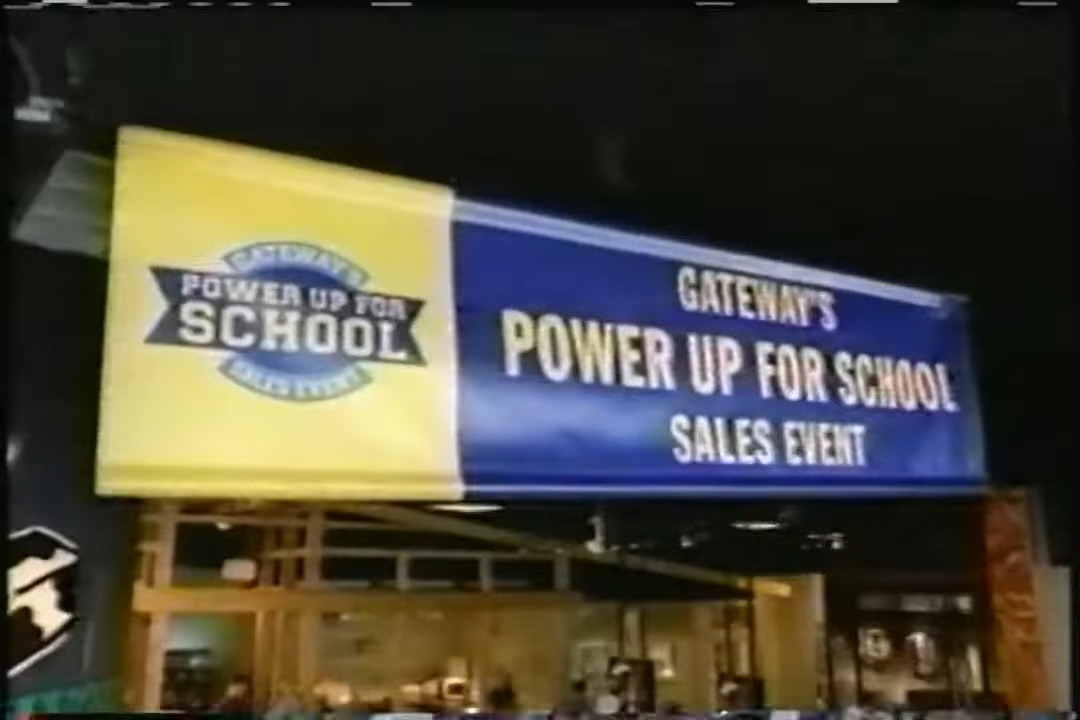 GATEWAY'S
POWER UP FOR
SCHOOL
SALES EVENT
GATEWAY'S
POWER UP FOR SCHOOL
SALES EVENT